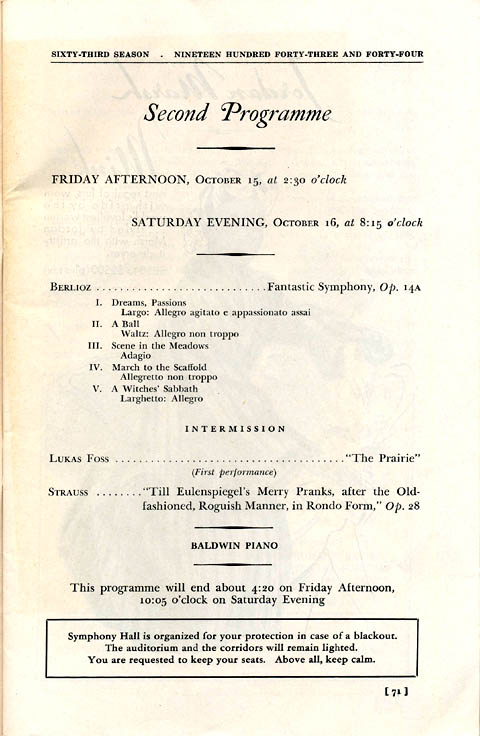 SIXTY-THIRD SEASON . NINETEEN HUNDRED FORTY-THREE AND FORTY-FOUR
Second Programme
FRIDAY AFTERNOON, OCTOBER 15, at 2:30 o'clock
SATURDAY EVENING, OCTOBER 16, at 8:15 o'clock
BERLIOZ ............................Fantastic Symphony, Op. 14A
I. Dreams, Passions
Largo: Allegro agitato e appassionato assai
II. A Ball
Waltz: Allegro non troppo
III. Scene in the Meadows
Adagio
IV. March to the Scaffold
Allegretto non troppo
V. A Witches' Sabbath
Larghetto: Allegro
INTERMISSION
LUKAS FOSS ....................................."The Prairie"
(First performance)
STRAUSS ........"Till Eulenspiegel's Merry Pranks, after the Old-
fashioned, Roguish Manner, in Rondo Form," Op. 28
BALDWIN PIANO
This programme will end about 4:20 on Friday Afternoon,
10:05 o'clock on Saturday Evening
Symphony Hall is organized for your protection in case of a blackout.
The auditorium and the corridors will remain lighted.
You are requested to keep your seats. Above all, keep calm.
[ 71 ]